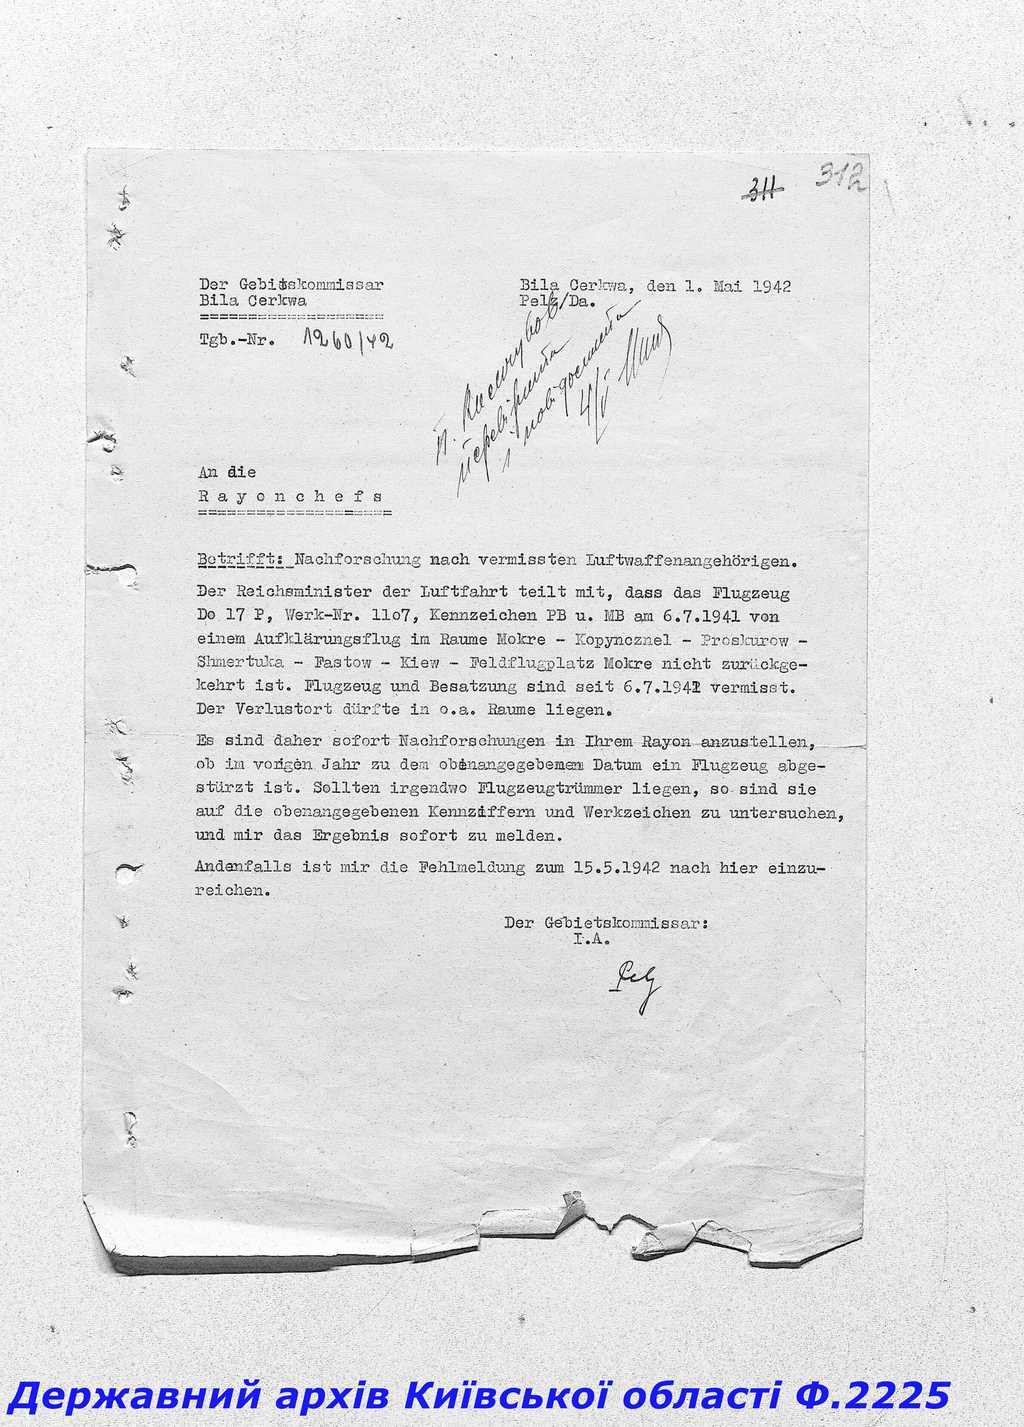 311 312
Der Gebietskommissar
Bila Cerkwa
Bila Cerkwa, den 1. Mai 1942
Pelz/Da.
Tgb.-Nr. 1260/42
П.
перевірити
і повідомити
4/V
An die
Rayonchefs
Betrifft: Nachforschung nach vermissten Luftwaffenangehörigen.
Der Reichsminister der Luftfahrt teilt mit, dass das Flugzeug
Do 17 P, Werk-Nr. 11o7, Kennzeichen PB u. MB am 6.7.1941 von
einem Aufklärungsflug im Raume Mokre - Kopyncznel - Proskurow -
Shmertuka - Fastow - Kiew - Feldflugplatz Mokre nicht zurückge-
kehrt ist. Flugzeug und Besatzung sind seit 6.7.1941 vermisst.
Der Verlustort dürfte in o.a. Raume liegen.
Es sind daher sofort Nachforschungen in Ihrem Rayon anzustellen,
ob im vorigen Jahr zu dem obenangegebenen Datum ein Flugzeug abge-
stürzt ist. Sollten irgendwo Flugzeugtrümmer liegen, so sind sie
auf die obenangegebenen Kennziffern und Werkzeichen zu untersuchen,
und mir das Ergebnis sofort zu melden.
Andenfalls ist mir die Fehlmeldung zum 15.5.1942 nach hier einzu-
reichen.
Der Gebietskommissar:
I.A.
Pelz
Державний архів Київської області Ф.2225